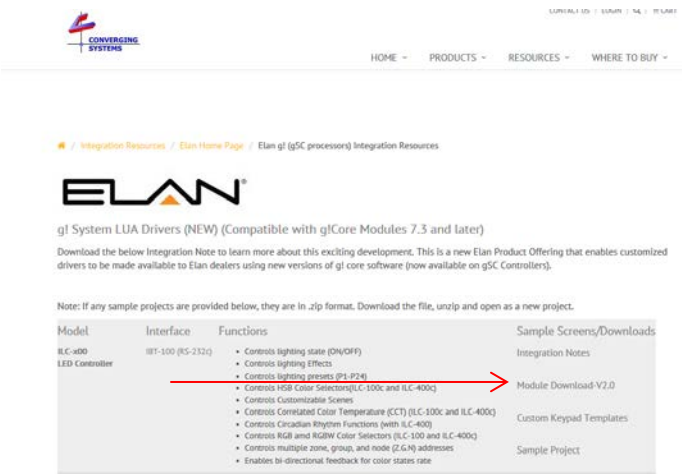 CONTACT US | LOGIN | CART
CONVERGING
SYSTEMS
HOME PRODUCTS RESOURCES WHERE TO BUY
/ Integration Resources / Elan Home Page / Elan g! (gSC processors) Integration Resources
ELAN®
g! System LUA Drivers (NEW) (Compatible with g!Core Modules 7.3 and later)
Download the below Integration Note to learn more about this exciting development. This is a new Elan Product Offering that enables customized
drivers to be made available to Elan dealers using new versions of g! core software (now available on gSC Controllers).
Note: If any sample projects are provided below, they are in .zip format. Download the file, unzip and open as a new project.
Model Interface Functions Sample Screens/Downloads
ILC-x00 IBT-100 (RS-232c) • Controls lighting state (ON/OFF) Integration Notes
LED Controller • Controls lighting Effects
• Controls lighting presets (P1-P24)
• Controls HSB Color Selectors(ILC-100c and ILC-400c) Module Download-V2.0
• Controls Customizable Scenes
• Controls Correlated Color Temperature (CCT) (ILC-100c and ILC-400c) Custom Keypad Templates
• Controls Circadian Rhythm Functions (with ILC-400)
• Controls RGB amd RGBW Color Selectors (ILC-100 and ILC-400c)
• Controls multiple zone, group, and node (Z.G.N) addresses Sample Project
• Enables bi-directional feedback for color states rate